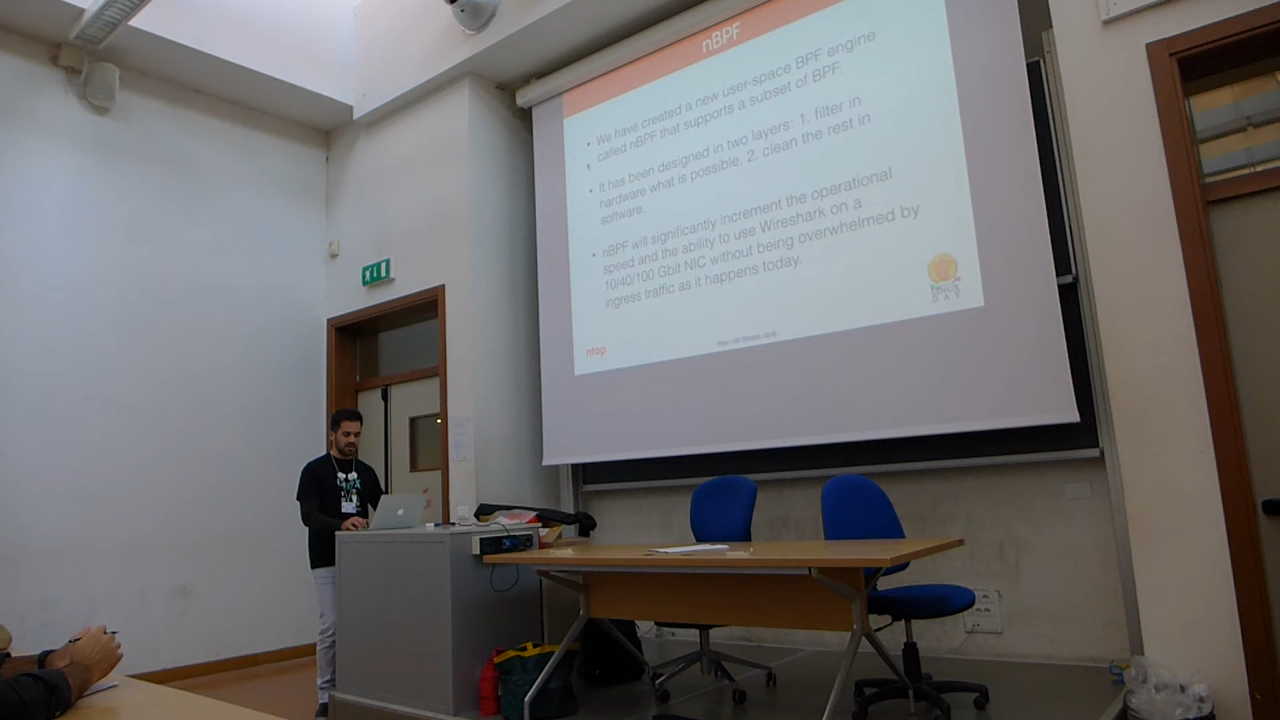 nBPF
• We have created a new user-space BPF engine
called nBPF that supports a subset of BPF.
• It has been designed in two layers: 1. filter in
hardware what is possible, 2. clean the rest in
software.
• nBPF will significantly increment the operational
speed and the ability to use Wireshark on a
10/40/100 Gbit NIC without being overwhelmed by
ingress traffic as it happens today.
DAY
ntop